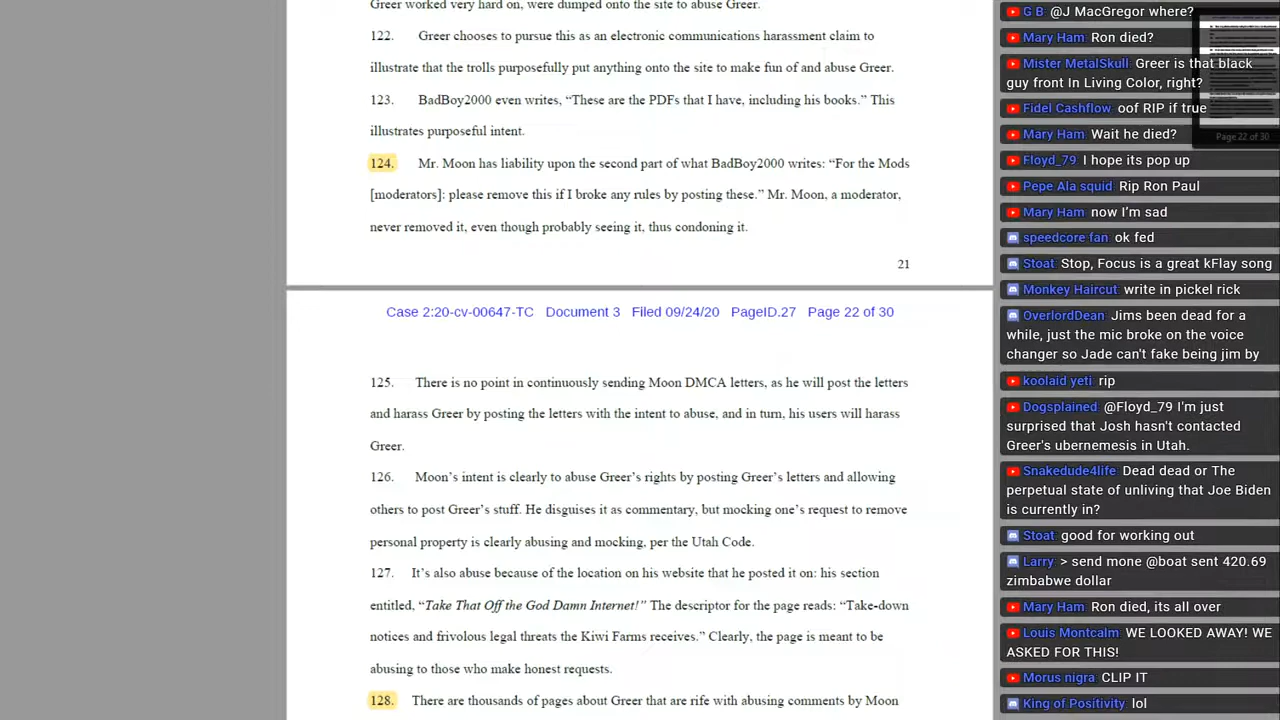 Greer worked very hard on, were dumped onto the site to abuse Greer.
122. Greer chooses to pursue this as an electronic communications harassment claim to
illustrate that the trolls purposefully put anything onto the site to make fun of and abuse Greer.
123. BadBoy2000 even writes, “These are the PDFs that I have, including his books.” This
illustrates purposeful intent.
124. Mr. Moon has liability upon the second part of what BadBoy2000 writes: “For the Mods
[moderators]: please remove this if I broke any rules by posting these.” Mr. Moon, a moderator,
never removed it, even though probably seeing it, thus condoning it.
21
Case 2:20-cv-00647-TC Document 3 Filed 09/24/20 PageID.27 Page 22 of 30
125. There is no point in continuously sending Moon DMCA letters, as he will post the letters
and harass Greer by posting the letters with the intent to abuse, and in turn, his users will harass
Greer.
126. Moon’s intent is clearly to abuse Greer’s rights by posting Greer’s letters and allowing
others to post Greer’s stuff. He disguises it as commentary, but mocking one’s request to remove
personal property is clearly abusing and mocking, per the Utah Code.
127. It’s also abuse because of the location on his website that he posted it on: his section
entitled, “Take That Off the God Damn Internet!” The descriptor for the page reads: “Take-down
notices and frivolous legal threats the Kiwi Farms receives.” Clearly, the page is meant to be
abusing to those who make honest requests.
128. There are thousands of pages about Greer that are rife with abusing comments by Moon
G B: @J MacGregor where?
Mary Ham: Ron died?
Mister MetalSkull: Greer is that black
guy front In Living Color, right?
Fidel Cashflow: oof RIP if true
Page 22 of 30
Mary Ham: Wait he died?
Floyd_79: I hope its pop up
Pepe Ala squid: Rip Ron Paul
Mary Ham: now I'm sad
speedcore fan: ok fed
Stoat: Stop, Focus is a great kFlay song
Monkey Haircut: write in pickel rick
OverlordDean: Jims been dead for a
while, just the mic broke on the voice
changer so Jade can't fake being jim by
koolaid yeti: rip
Dogsplained: @Floyd_79 I'm just
surprised that Josh hasn't contacted
Greer's ubernemesis in Utah.
Snakedude4life: Dead dead or The
perpetual state of unliving that Joe Biden
is currently in?
Stoat: good for working out
Larry: > send mone @boat sent 420.69
zimbabwe dollar
Mary Ham: Ron died, its all over
Louis Montcalm: WE LOOKED AWAY! WE
ASKED FOR THIS!
Morus nigra: CLIP IT
King of Positivity: lol